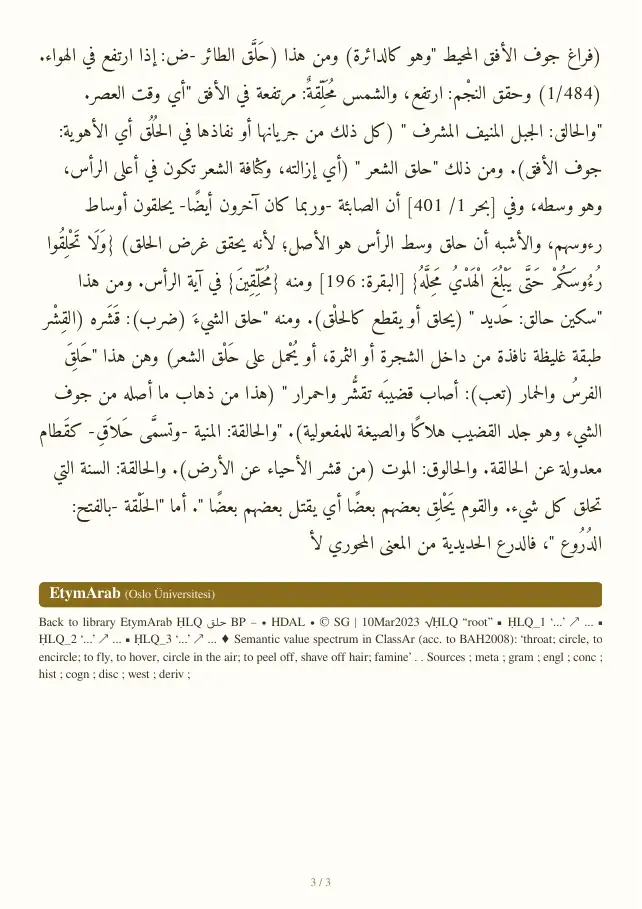 (فراغ جوف الأفق المحيط "وهو كالدائرة) ومن هذا (حَلَّق الطائر -ض: إذا ارتفع في الهواء.
(1/484) وحقق النجْم: ارتفع، والشمس مُحَلِّقةٌ: مرتفعة في الأفق "أي وقت العصر.
"والحالق: الجبل المنيف المشرف " (كل ذلك من جريانها أو نفاذها في الحُلُق أي الأهوية:
جوف الأفق). ومن ذلك "حلق الشعر " (أي إزالته، وكثافة الشعر تكون في أعلى الرأس،
وهو وسطه، وفي [بحر 1/ 401] أن الصابئة -وربما كان آخرون أيضًا- يحلقون أوساط
رءوسهم، والأشبه أن حلق وسط الرأس هو الأصل؛ لأنه يحقق غرض الحلق) {وَلَا تَحْلِقُوا
رُءُوسَكُمْ حَتَّى يَبْلُغَ الْهَدْيُ مَحِلَّهُ} [البقرة: 196] ومنه {مُحَلِّقِينَ} في آية الرأس. ومن هذا
"سكين حالق: حَديد " (يحلق أو يقطع كالحلْق). ومنه "حلق الشيءَ (ضرب): قَشَره (القِشْر
طبقة غليظة نافذة من داخل الشجرة أو الثمرة، أو يُحْمل على حَلْق الشعر) وهن هذا "حَلِقَ
الفرسُ والحمار (تعب): أصاب قضيبَه تقشُّر واحمرار " (هذا من ذهاب ما أصله من جوف
الشيء وهو جلد القضيب هلاكًا والصيغة للمفعولية). "والحالقة: المنية -وتسمَّى حَلاَقِ- كقَطام
معدولة عن الحالقة. والحالوق: الموت (من قشر الأحياء عن الأرض). والحالقة: السنة التي
تحلق كل شيء. والقوم يَحْلِق بعضهم بعضًا أي يقتل بعضهم بعضًا ". أما "الحَلْقة -بالفتح:
الدُرُوع "، فالدرع الحديدية من المعنى المحوري لأ
EtymArab (Oslo Üniversitesi)
Back to library EtymArab ḤLQ حلق BP – • HDAL • © SG | 10Mar2023 √ḤLQ “root” ▪ ḤLQ_1 ‘...’ ↗ ... ▪
ḤLQ_2 ‘...’ ↗ ... ▪ ḤLQ_3 ‘...’ ↗ ... ♦ Semantic value spectrum in ClassAr (acc. to BAH2008): ‘throat; circle, to
encircle; to fly, to hover, circle in the air; to peel off, shave off hair; famine’ . . Sources ; meta ; gram ; engl ; conc ;
hist ; cogn ; disc ; west ; deriv ;
3 / 3